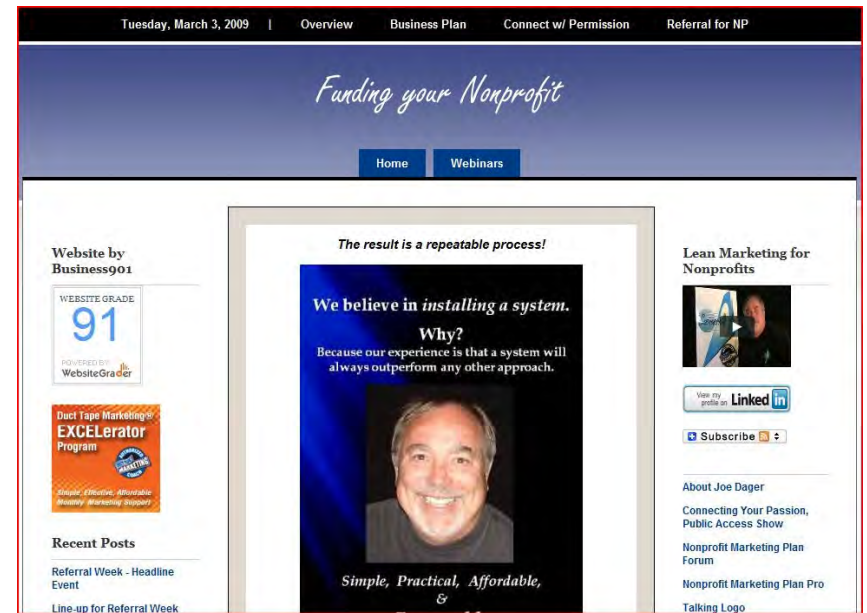 Tuesday, March 3, 2009 | Overview Business Plan Connect w/ Permission Referral for NP
Funding your Nonprofit
Home Webinars
Website by
Business901
WEBSITE GRADE
91
POWERED BY
WebsiteGrader
Duct Tape Marketing®
EXCELerator
Program
AUTHORIZED
MARKETING
COACH
Simple, Effective, Affordable
Monthly Marketing Support
Recent Posts
Referral Week - Headline
Event
Line-up for Referral Week
The result is a repeatable process!
We believe in installing a system.
Why?
Because our experience is that a system will
always outperform any other approach.
Simple, Practical, Affordable,
&
Lean Marketing for
Nonprofits
View my
profile on Linked in
Subscribe
About Joe Dager
Connecting Your Passion,
Public Access Show
Nonprofit Marketing Plan
Forum
Nonprofit Marketing Plan Pro
Talking Logo